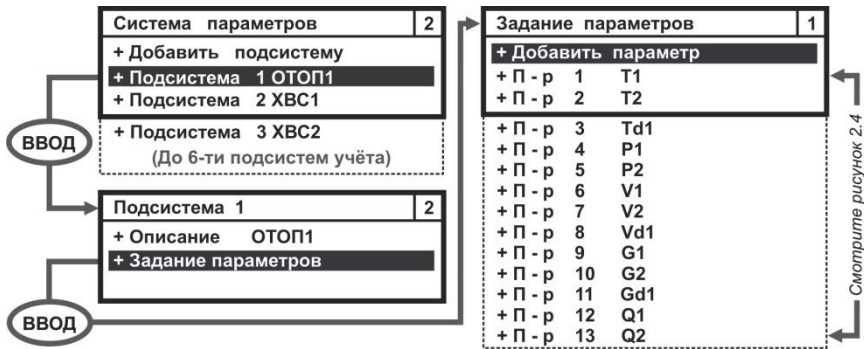 Система параметров 2
+ Добавить подсистему
+ Подсистема 1 ОТОП1
+ Подсистема 2 ХВС1
+ Подсистема 3 ХВС2
(До 6-ти подсистем учёта)
ВВОД
Подсистема 1 2
+ Описание ОТОП1
+ Задание параметров
ВВОД
Задание параметров 1
+ Добавить параметр
+ П - р 1 T1
+ П - р 2 T2
+ П - р 3 Td1
+ П - р 4 P1
+ П - р 5 P2
+ П - р 6 V1
+ П - р 7 V2
+ П - р 8 Vd1
+ П - р 9 G1
+ П - р 10 G2
+ П - р 11 Gd1
+ П - р 12 Q1
+ П - р 13 Q2
Смотрите рисунок 2.4